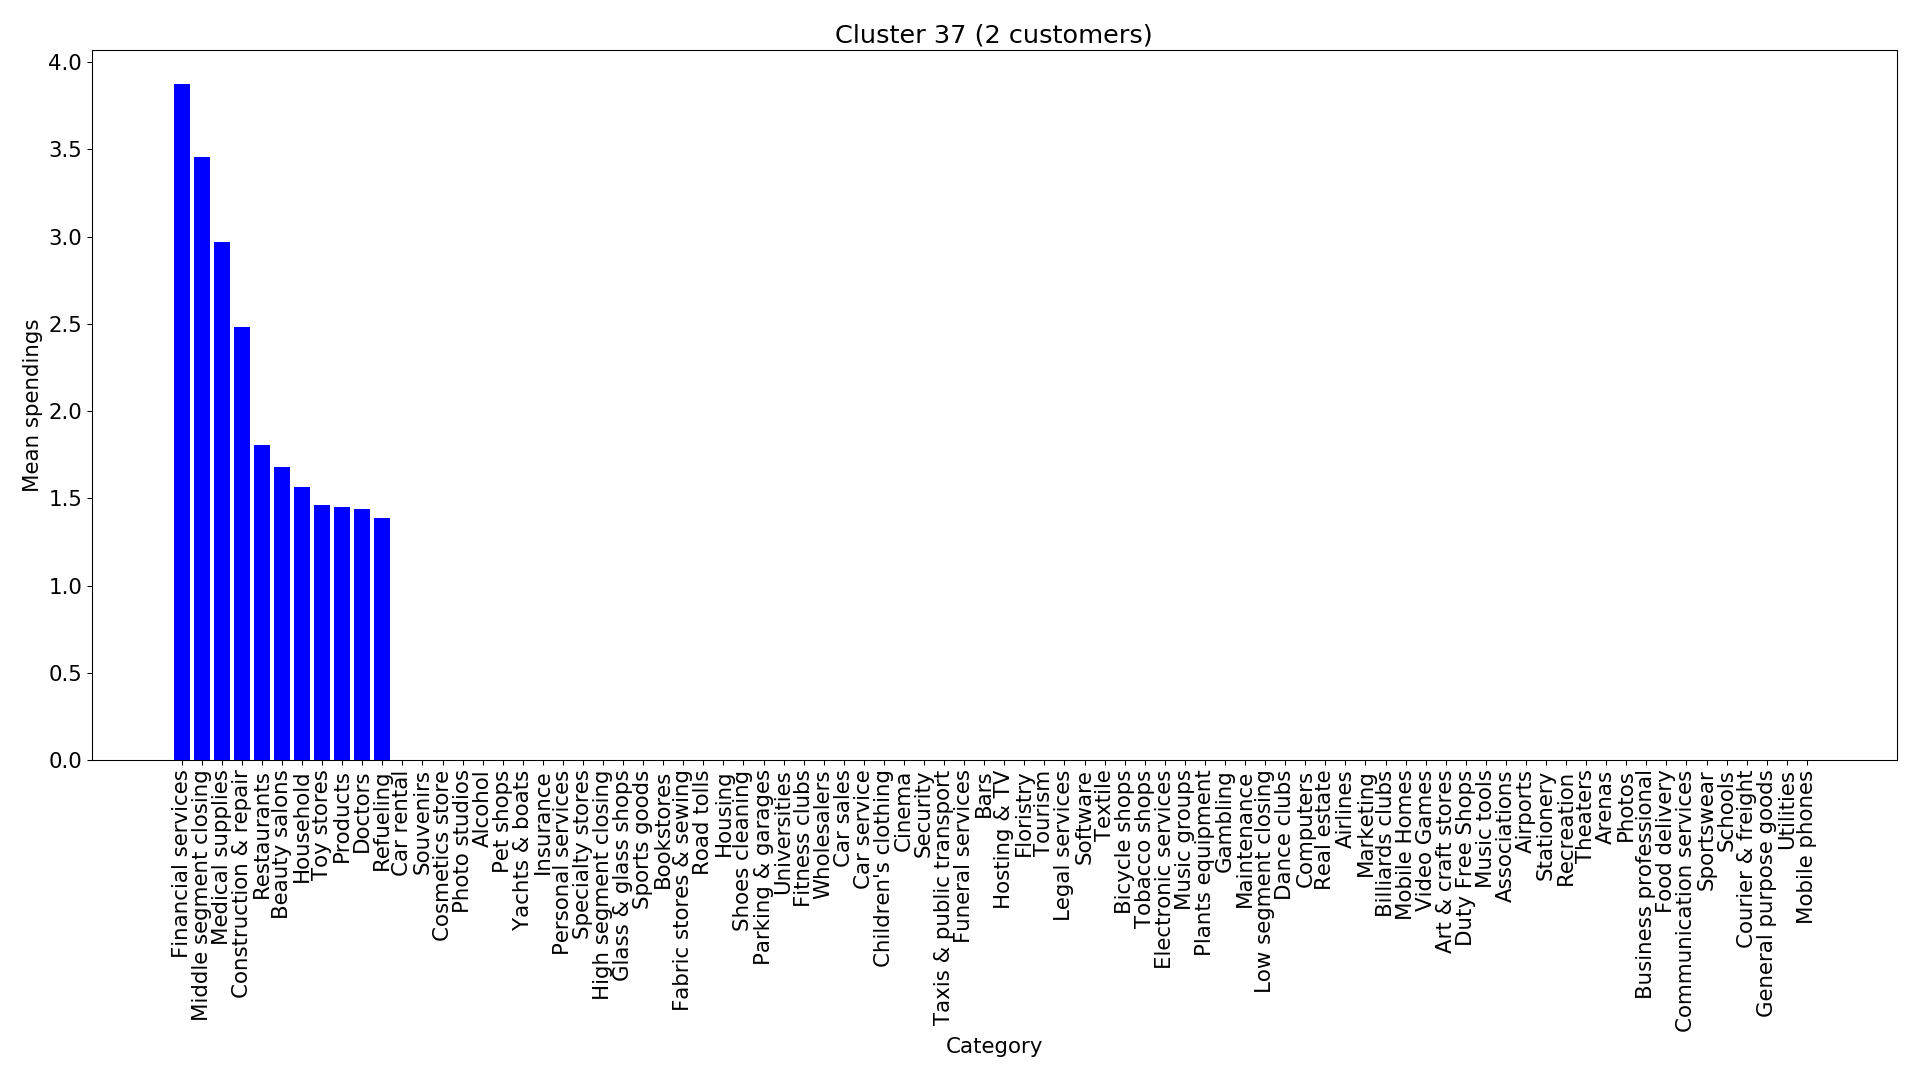 Cluster 37 (2 customers)
4.0
3.5
3.0
2.5
2.0
1.5
1.0
0.5
0.0
Mean spendings
Financial services
Middle segment closing
Medical supplies
Construction & repair
Restaurants
Beauty salons
Household
Toy stores
Products
Doctors
Refueling
Car rental
Souvenirs
Cosmetics store
Photo studios
Alcohol
Pet shops
Yachts & boats
Insurance
Personal services
Specialty stores
High segment closing
Glass & glass shops
Sports goods
Bookstores
Fabric stores & sewing
Road tolls
Housing
Shoes cleaning
Parking & garages
Universities
Fitness clubs
Wholesalers
Car sales
Car service
Children's clothing
Cinema
Security
Taxis & public transport
Funeral services
Bars
Hosting & TV
Floristry
Tourism
Legal services
Software
Textile
Bicycle shops
Tobacco shops
Electronic services
Music groups
Plants equipment
Gambling
Maintenance
Low segment closing
Dance clubs
Computers
Real estate
Airlines
Marketing
Billiards clubs
Mobile Homes
Video Games
Art & craft stores
Duty Free Shops
Music tools
Associations
Airports
Stationery
Recreation
Theaters
Arenas
Photos
Business professional
Food delivery
Communication services
Sportswear
Schools
Courier & freight
General purpose goods
Utilities
Mobile phones
Category